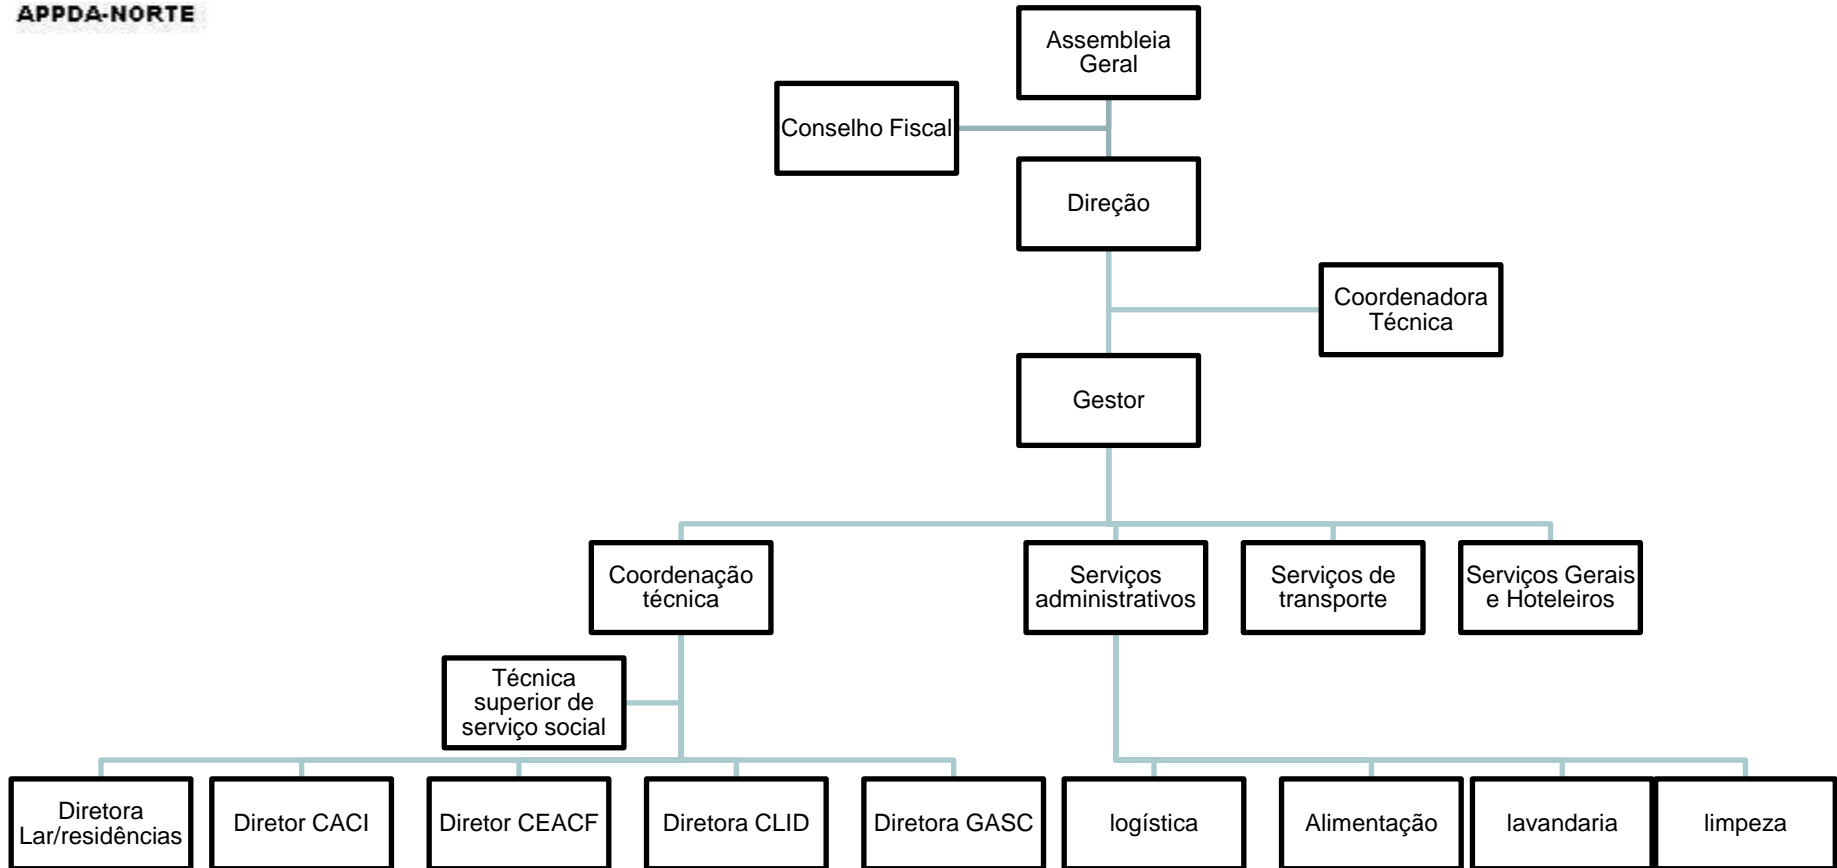 APPDA-NORTE
Assembleia
Geral
Conselho Fiscal
Direção
Coordenadora
Técnica
Gestor
Coordenação
técnica
Serviços
administrativos
Serviços de
transporte
Serviços Gerais
e Hoteleiros
Técnica
superior de
serviço social
Diretora
Lar/residências
Diretor CACI
Diretor CEACF
Diretora CLID
Diretora GASC
logística
Alimentação
lavandaria
limpeza